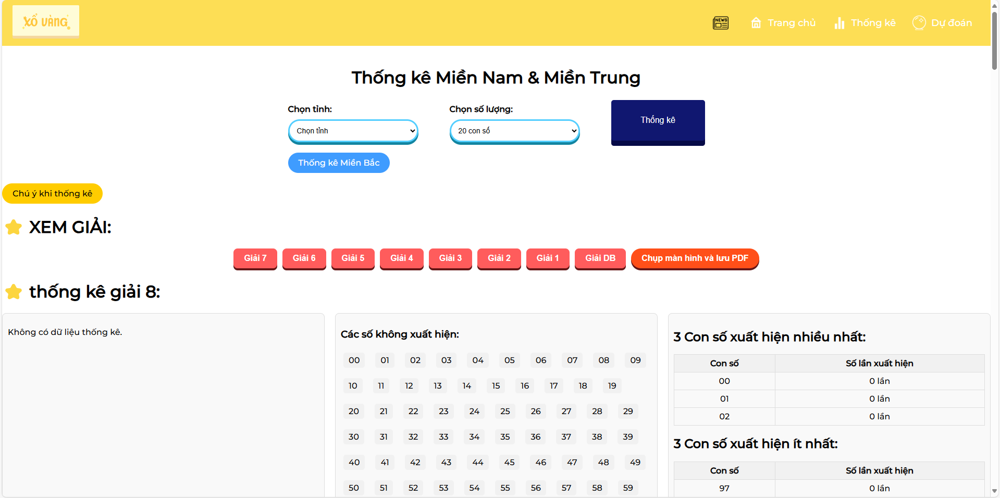 XỔ VÀNG
NEWS
Trang chủ
Thống kê
Dự đoán
Thống kê Miền Nam & Miền Trung
Chọn tỉnh:
Chọn số lượng:
Chọn tỉnh
20 con số
Thống kê
Thống kê Miền Bắc
Chú ý khi thống kê
XEM GIẢI:
Giải 7
Giải 6
Giải 5
Giải 4
Giải 3
Giải 2
Giải 1
Giải DB
Chụp màn hình và lưu PDF
thống kê giải 8:
Không có dữ liệu thống kê.
Các số không xuất hiện:
00 01 02 03 04 05 06 07 08 09
10 11 12 13 14 15 16 17 18 19
20 21 22 23 24 25 26 27 28 29
30 31 32 33 34 35 36 37 38 39
40 41 42 43 44 45 46 47 48 49
50 51 52 53 54 55 56 57 58 59
3 Con số xuất hiện nhiều nhất:
Con số Số lần xuất hiện
00 0 lần
01 0 lần
02 0 lần
3 Con số xuất hiện ít nhất:
Con số Số lần xuất hiện
97 0 lần